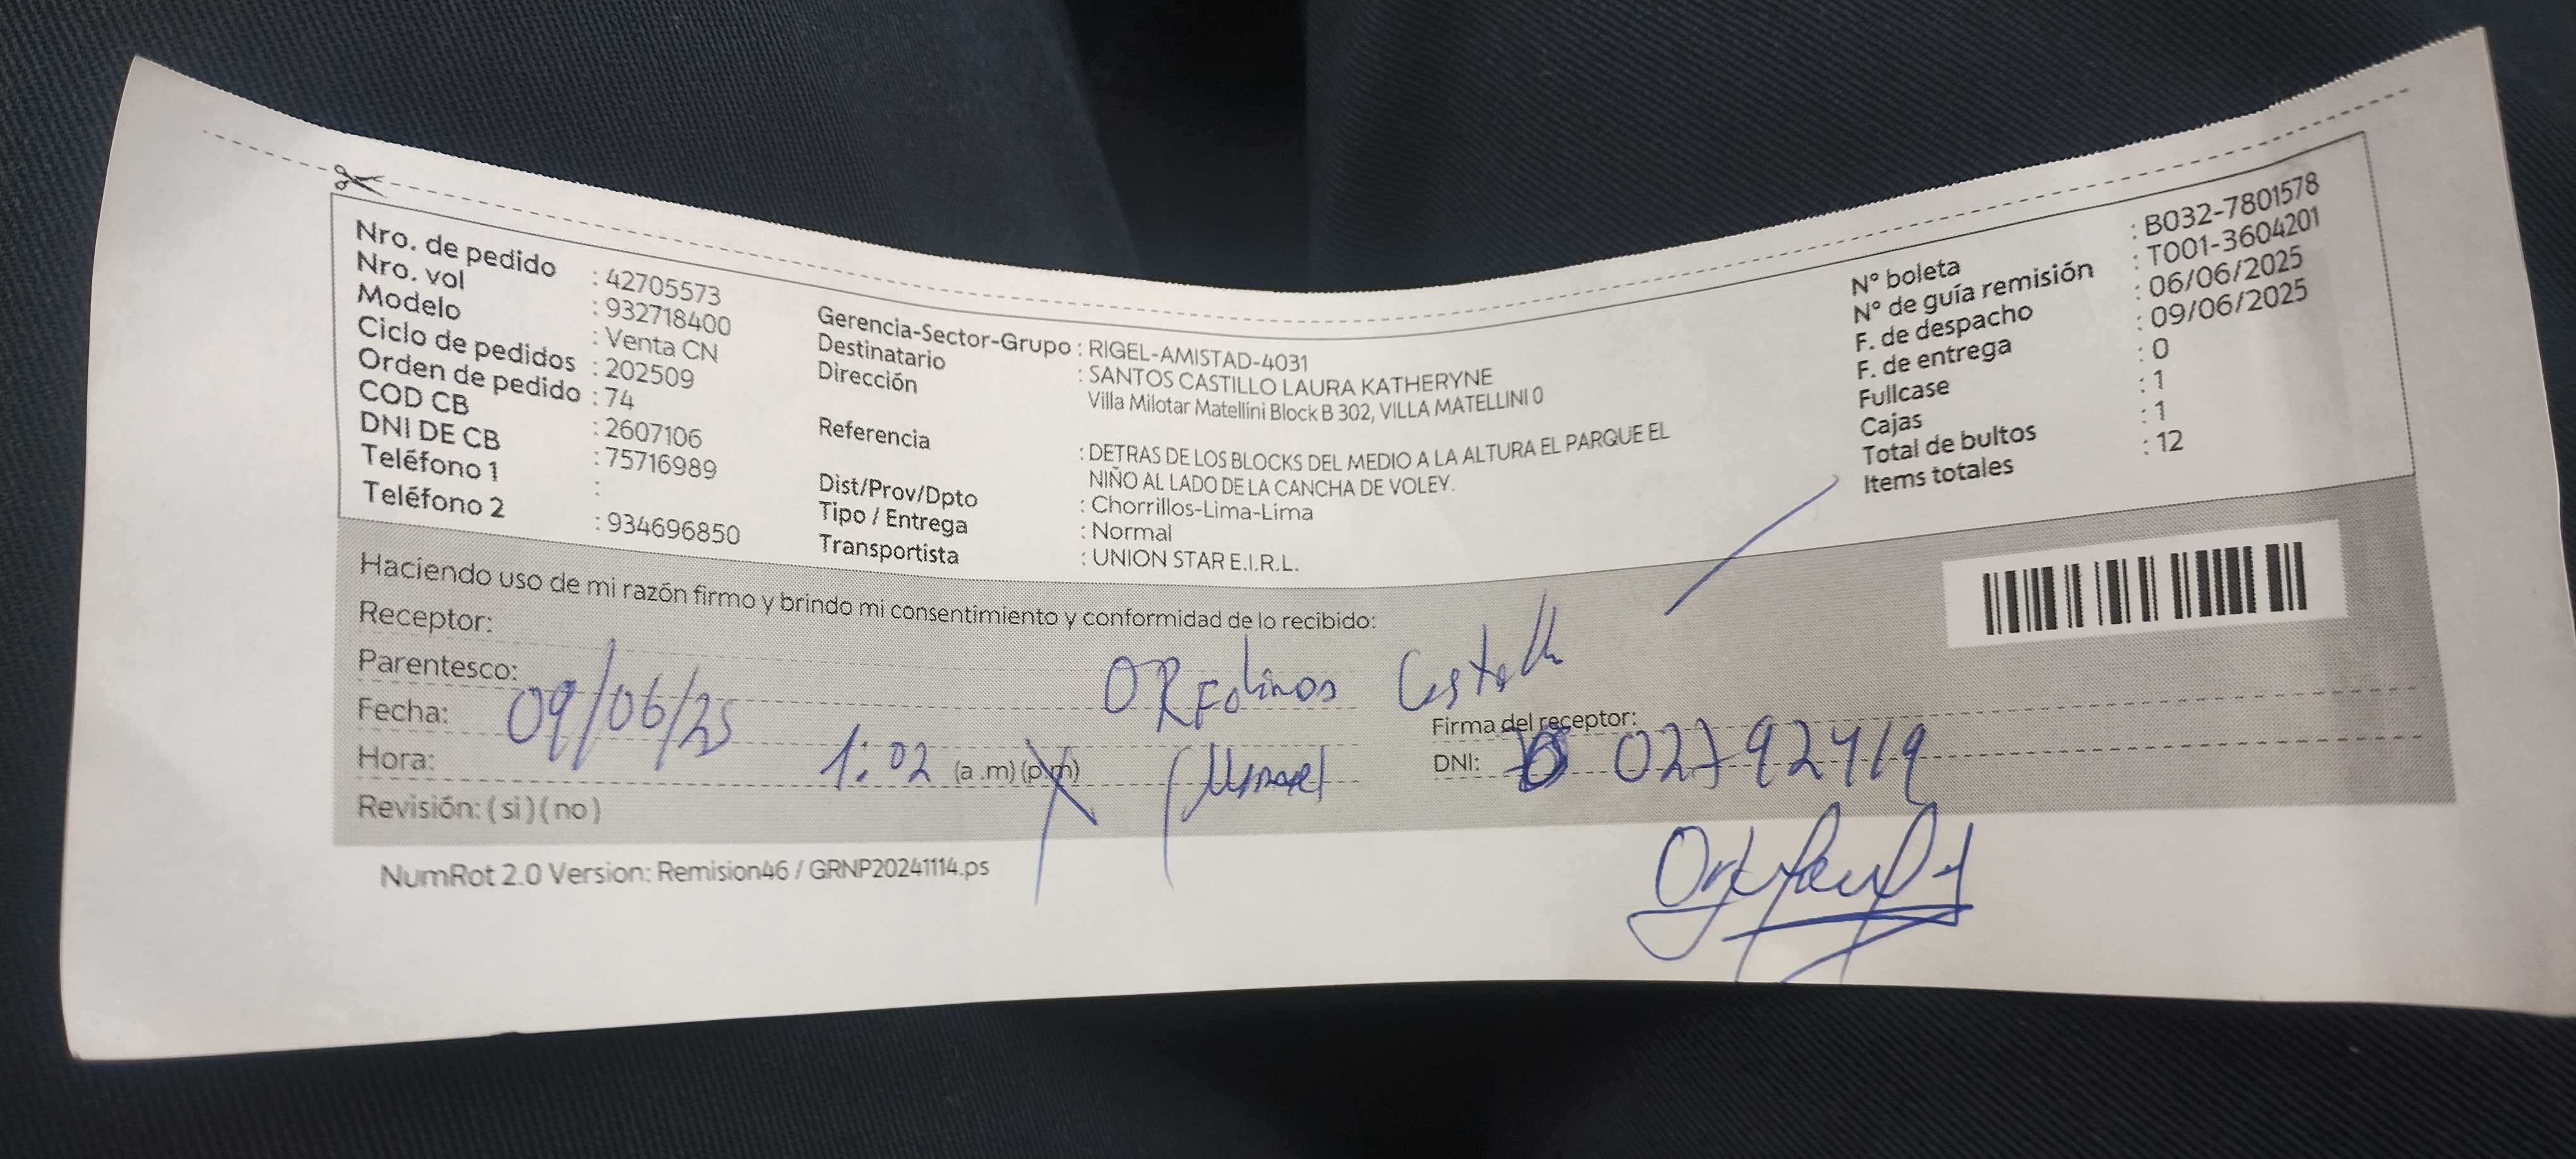 Nro. de pedido : 42705573
Nro. vol : 932718400
Modelo : Venta CN
Ciclo de pedidos : 202509
Orden de pedido : 74
COD CB : 2607106
DNI DE CB : 75716989
Teléfono 1 :
Teléfono 2 : 934696850
Gerencia-Sector-Grupo : RIGEL-AMISTAD-4031
Destinatario : SANTOS CASTILLO LAURA KATHERYNE
Dirección Villa Milotar Matellini Block B 302, VILLA MATELLINI 0
Referencia : DETRAS DE LOS BLOCKS DEL MEDIO A LA ALTURA EL PARQUE EL
NIÑO AL LADO DE LA CANCHA DE VOLEY.
Dist/Prov/Dpto : Chorrillos-Lima-Lima
Tipo / Entrega : Normal
Transportista : UNION STAR E.I.R.L.
N° boleta : B032-7801578
N° de guía remisión : T001-3604201
F. de despacho : 06/06/2025
F. de entrega : 09/06/2025
Fullcase : 0
Cajas : 1
Total de bultos : 1
Items totales : 12
Haciendo uso de mi razón firmo y brindo mi consentimiento y conformidad de lo recibido:
Receptor:
Parentesco:
Fecha: 09/06/25
Hora: 1:02 (a .m) (p.m)
Revisión: ( si ) ( no )
Firma del receptor:
DNI: 02792419
NumRot 2.0 Version: Remision46 / GRNP20241114.ps